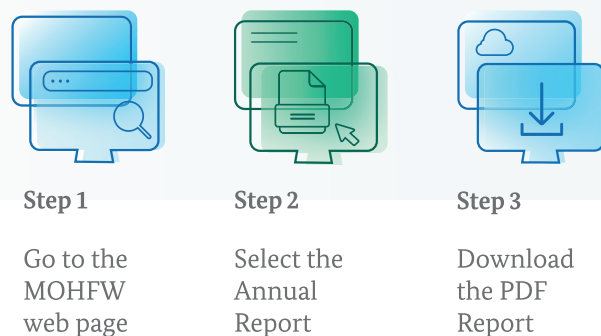 Step 1
Go to the
MOHFW
web page
Step 2
Select the
Annual
Report
Step 3
Download
the PDF
Report